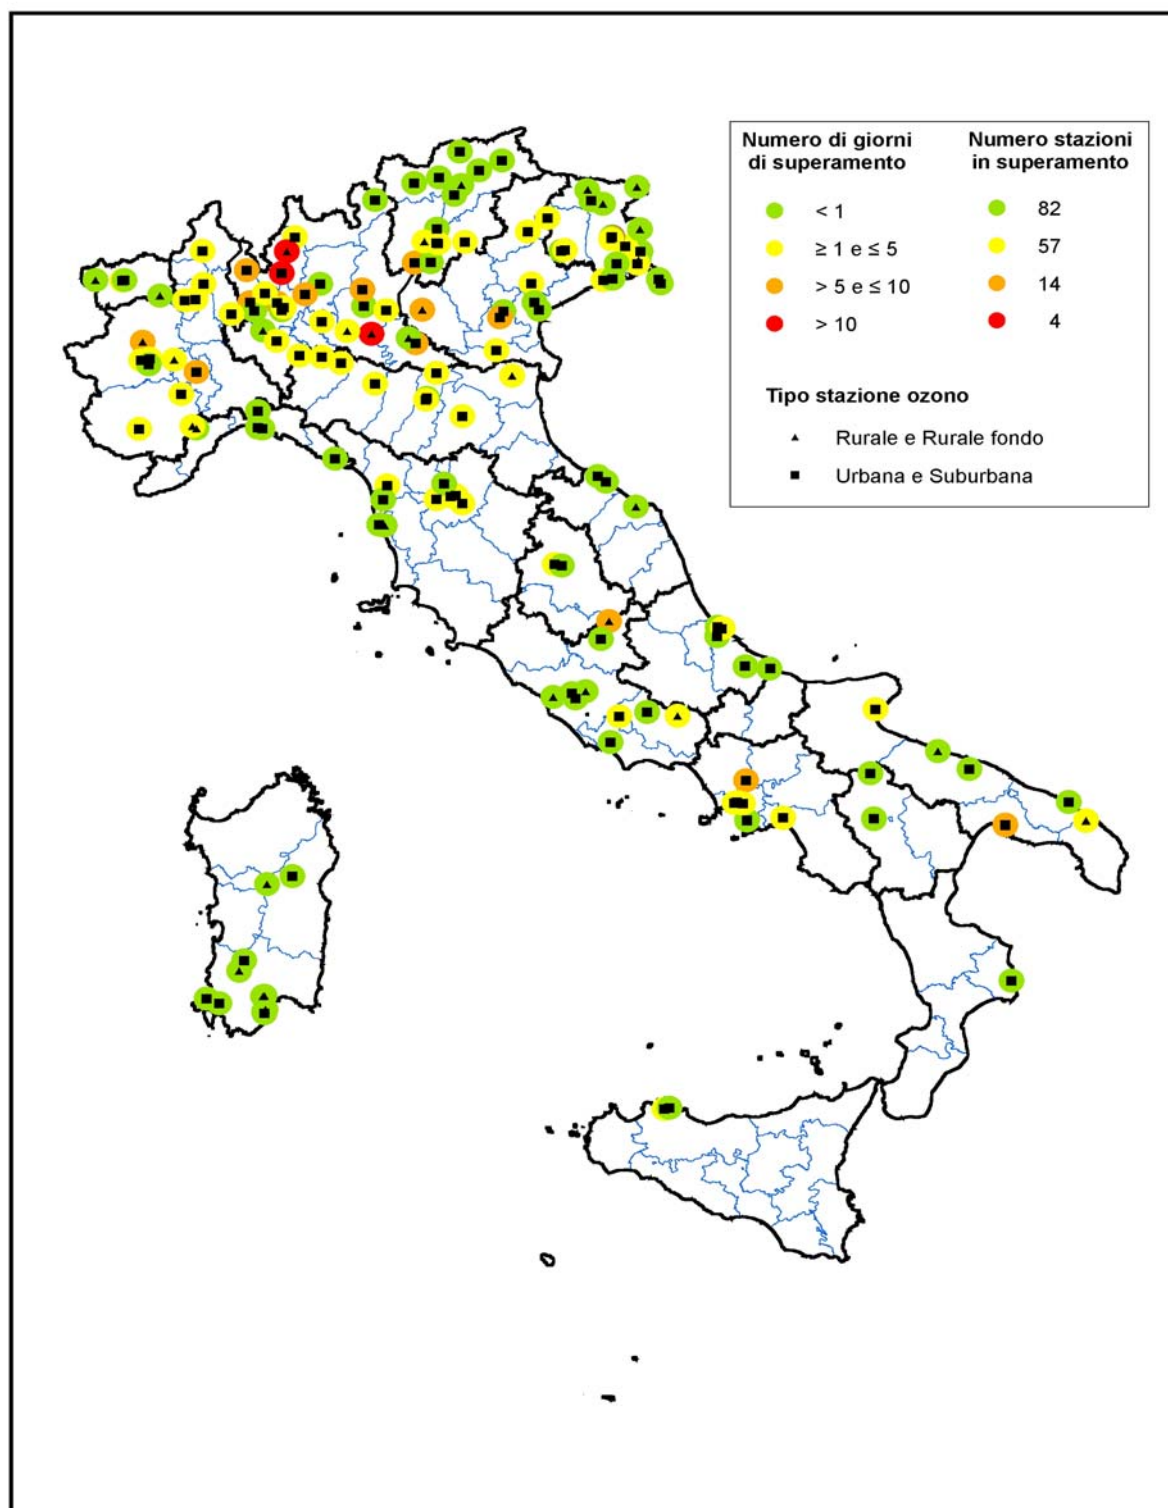 Numero di giorni di superamento
Numero stazioni in superamento
< 1
82
≥ 1 e ≤ 5
57
> 5 e ≤ 10
14
> 10
4
Tipo stazione ozono
Rurale e Rurale fondo
Urbana e Suburbana